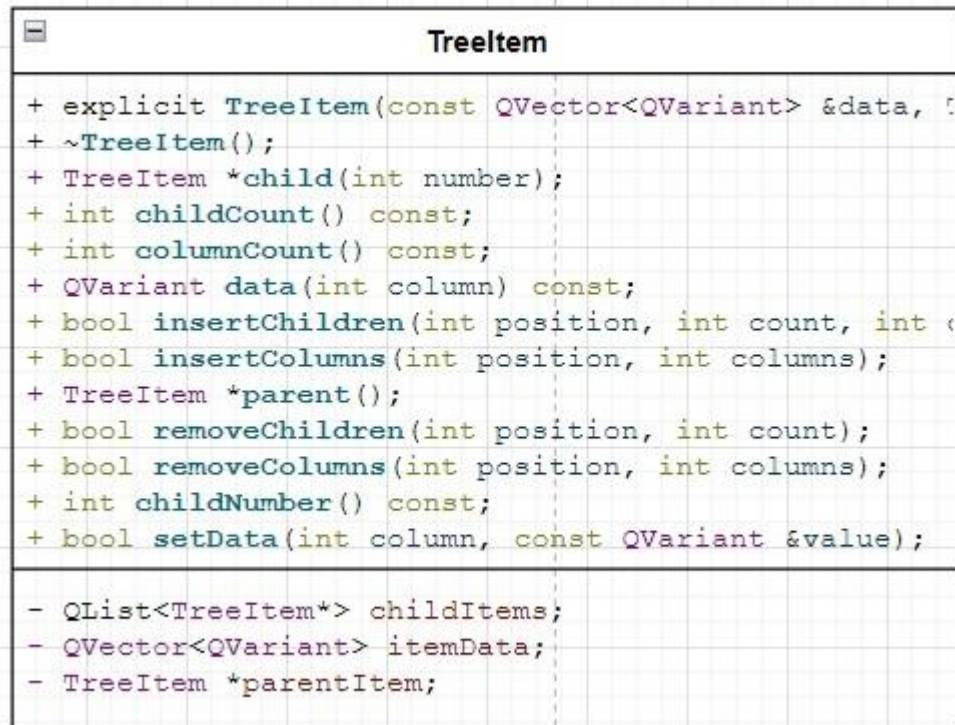 TreeItem
+ explicit TreeItem(const QVector<QVariant> &data,
+ ~TreeItem();
+ TreeItem *child(int number);
+ int childCount() const;
+ int columnCount() const;
+ QVariant data(int column) const;
+ bool insertChildren(int position, int count, int
+ bool insertColumns(int position, int columns);
+ TreeItem *parent();
+ bool removeChildren(int position, int count);
+ bool removeColumns(int position, int columns);
+ int childNumber() const;
+ bool setData(int column, const QVariant &value);
- QList<TreeItem*> childItems;
- QVector<QVariant> itemData;
- TreeItem *parentItem;